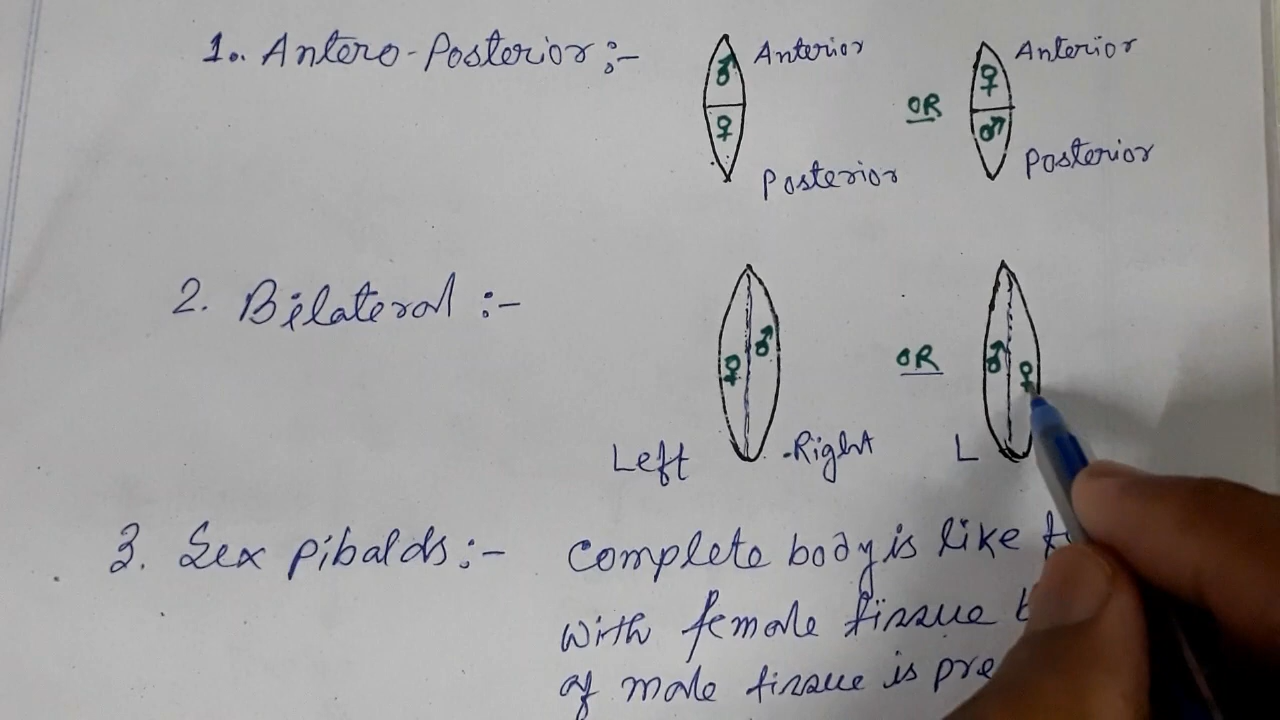 1. Antero-Posterior :- ♂ Anterior OR ♀ Anterior
♀ Posterior ♂ Posterior
2. Bilateral :- ♀ ♂ OR ♂ ♀
Left Right L
3. Sex pibalds :- complete body is like
with female tissue
of male tissue is